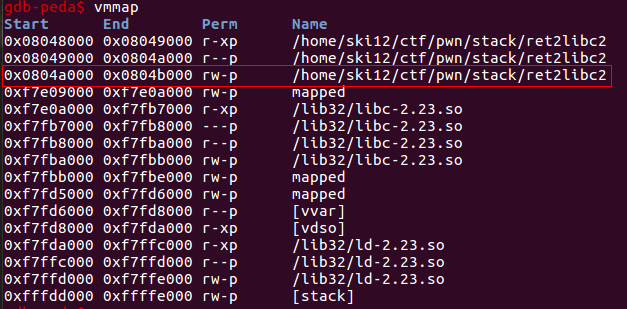 gdb-peda$ vmmap
Start End Perm Name
0x08048000 0x08049000 r-xp /home/ski12/ctf/pwn/stack/ret2libc2
0x08049000 0x0804a000 r--p /home/ski12/ctf/pwn/stack/ret2libc2
0x0804a000 0x0804b000 rw-p /home/ski12/ctf/pwn/stack/ret2libc2
0xf7e09000 0xf7e0a000 rw-p mapped
0xf7e0a000 0xf7fb7000 r-xp /lib32/libc-2.23.so
0xf7fb7000 0xf7fb8000 ---p /lib32/libc-2.23.so
0xf7fb8000 0xf7fba000 r--p /lib32/libc-2.23.so
0xf7fba000 0xf7fbb000 rw-p /lib32/libc-2.23.so
0xf7fbb000 0xf7fbe000 rw-p mapped
0xf7fd5000 0xf7fd6000 rw-p mapped
0xf7fd6000 0xf7fd8000 r--p [vvar]
0xf7fd8000 0xf7fda000 r-xp [vdso]
0xf7fda000 0xf7ffc000 r-xp /lib32/ld-2.23.so
0xf7ffc000 0xf7ffd000 r--p /lib32/ld-2.23.so
0xf7ffd000 0xf7ffe000 rw-p /lib32/ld-2.23.so
0xfffdd000 0xffffe000 rw-p [stack]